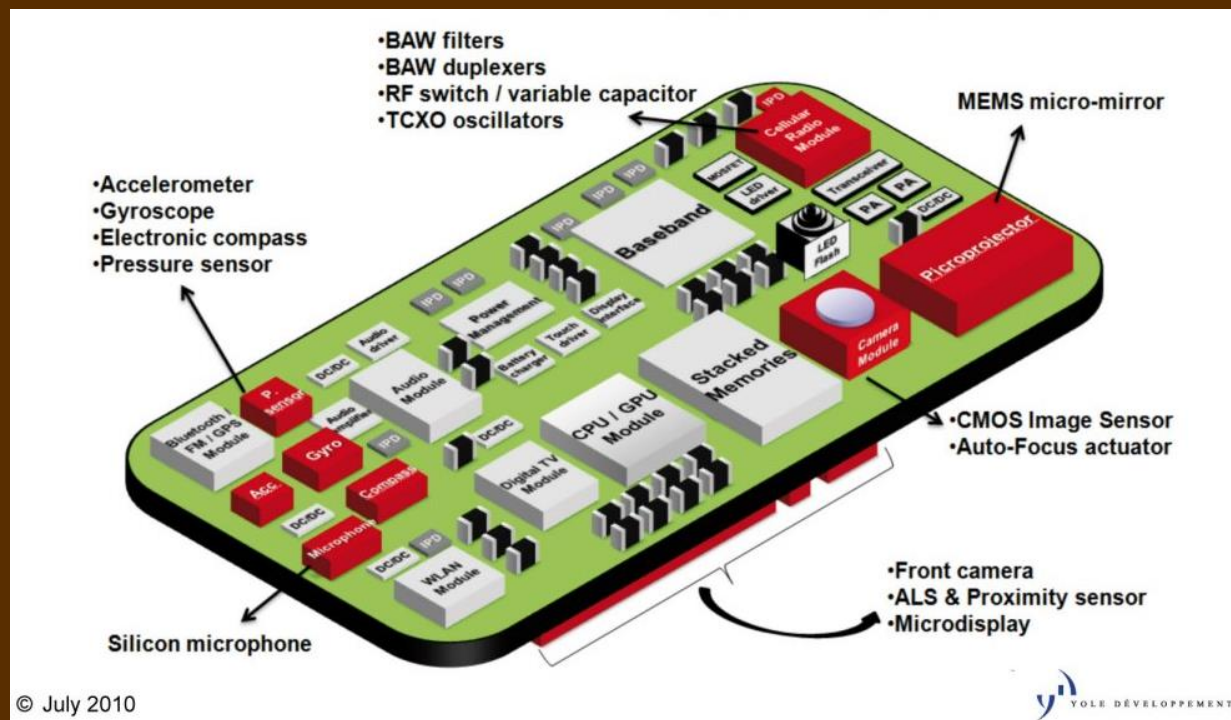 •BAW filters
•BAW duplexers
•RF switch / variable capacitor
•TCXO oscillators
MEMS micro-mirror
•Accelerometer
•Gyroscope
•Electronic compass
•Pressure sensor
IPD
Cellular
Radio
Module
MOSFET
LED
driver
Transceiver
PA
PA
DC/DC
IPD
IPD
IPD
Baseband
LED
Flash
Picroprojector
IPD
IPD
Power
Management
Display
interface
Touch
driver
Battery
charger
Camera
Module
Stacked
Memories
Audio
driver
DC/DC
Audio
Module
P.
sensor
Audio
amplifier
Bluetooth /
FM / GPS
Module
CPU / GPU
Module
DC/DC
IPD
Gyro
Digital TV
Module
Acc.
Compass
DC/DC
Microphone
IPD
DC/DC
WLAN
Module
•CMOS Image Sensor
•Auto-Focus actuator
•Front camera
•ALS & Proximity sensor
•Microdisplay
Silicon microphone
© July 2010
YOLE DÉVELOPPEMENT